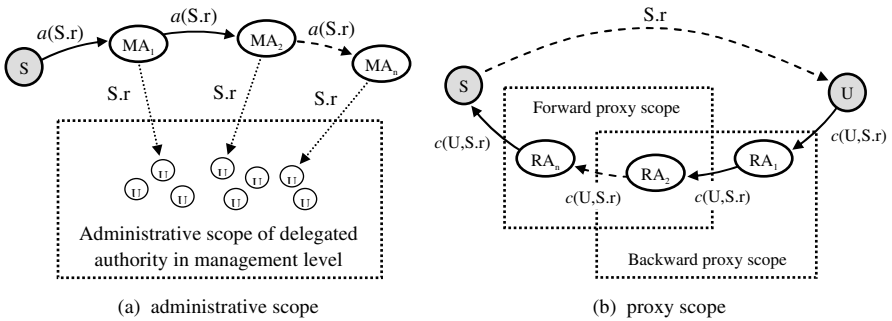 a(S.r)
a(S.r)
a(S.r)
S
MA1
MA2
MAn
S.r
S.r
S.r
U
U
U
U
U
U
U
U
Administrative scope of delegated
authority in management level
(a) administrative scope
S.r
S
U
Forward proxy scope
c(U,S.r)
RAn
RA2
RA1
c(U,S.r)
c(U,S.r)
Backward proxy scope
(b) proxy scope